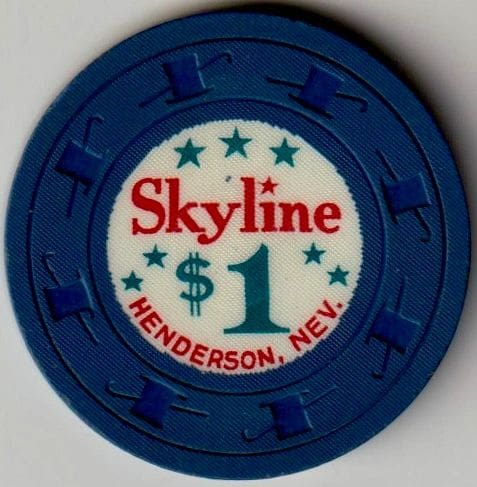 Skyline
$1
HENDERSON, NEV.